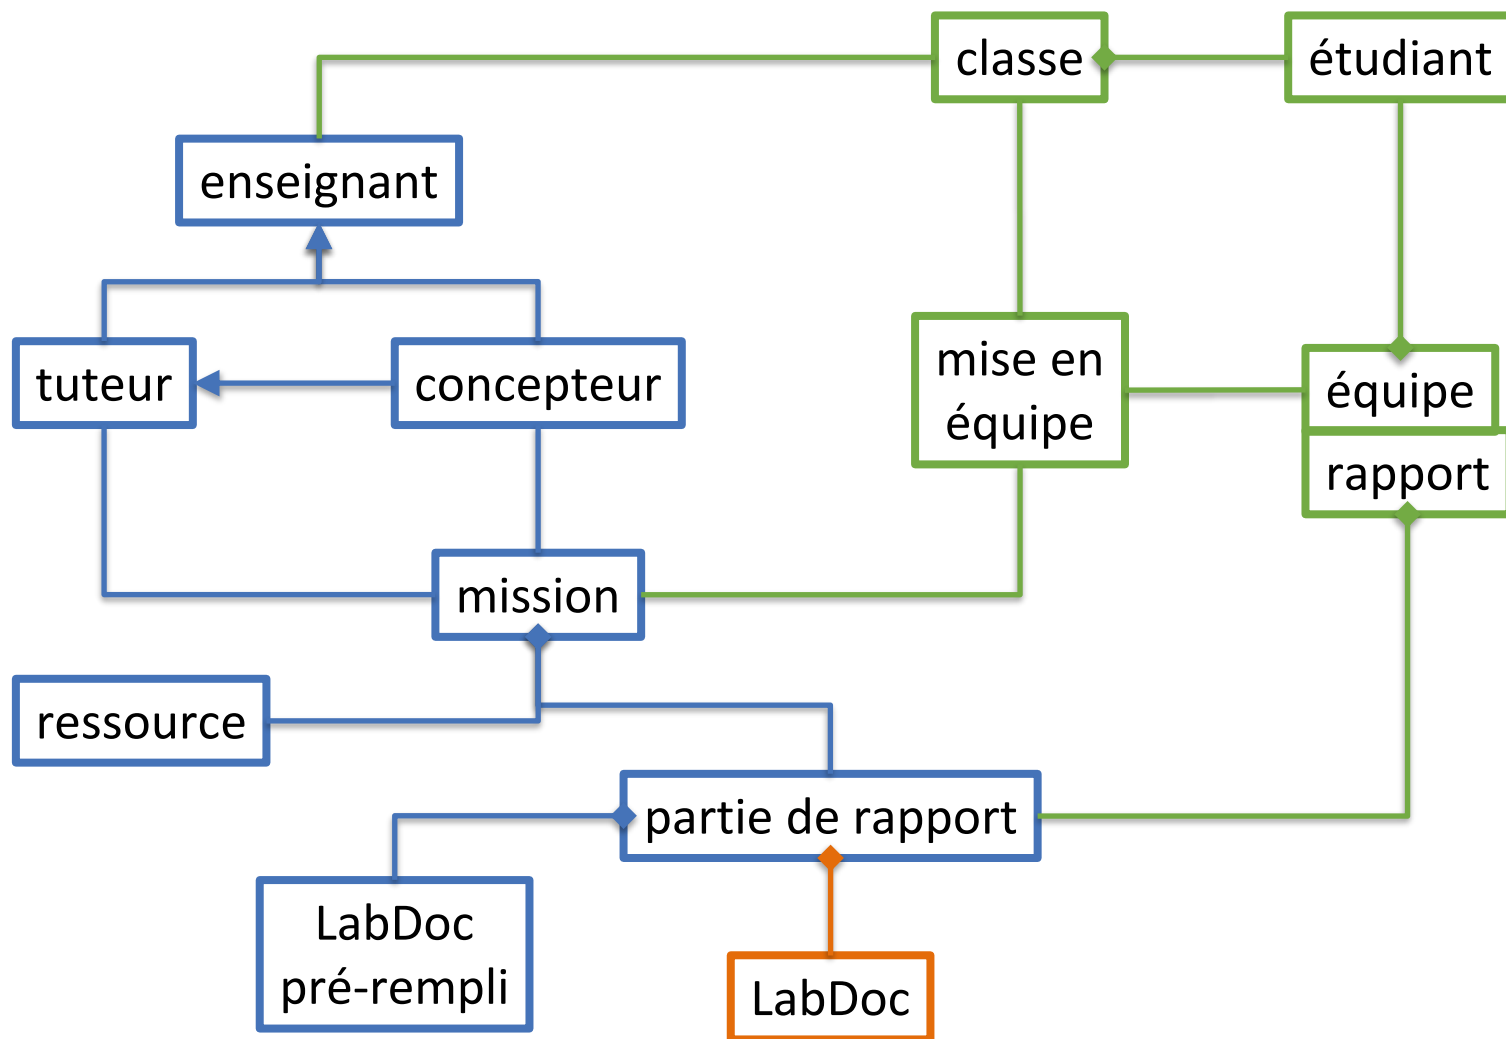 classe
étudiant
enseignant
tuteur
concepteur
mise en
équipe
équipe
rapport
mission
ressource
partie de rapport
LabDoc
pré-rempli
LabDoc